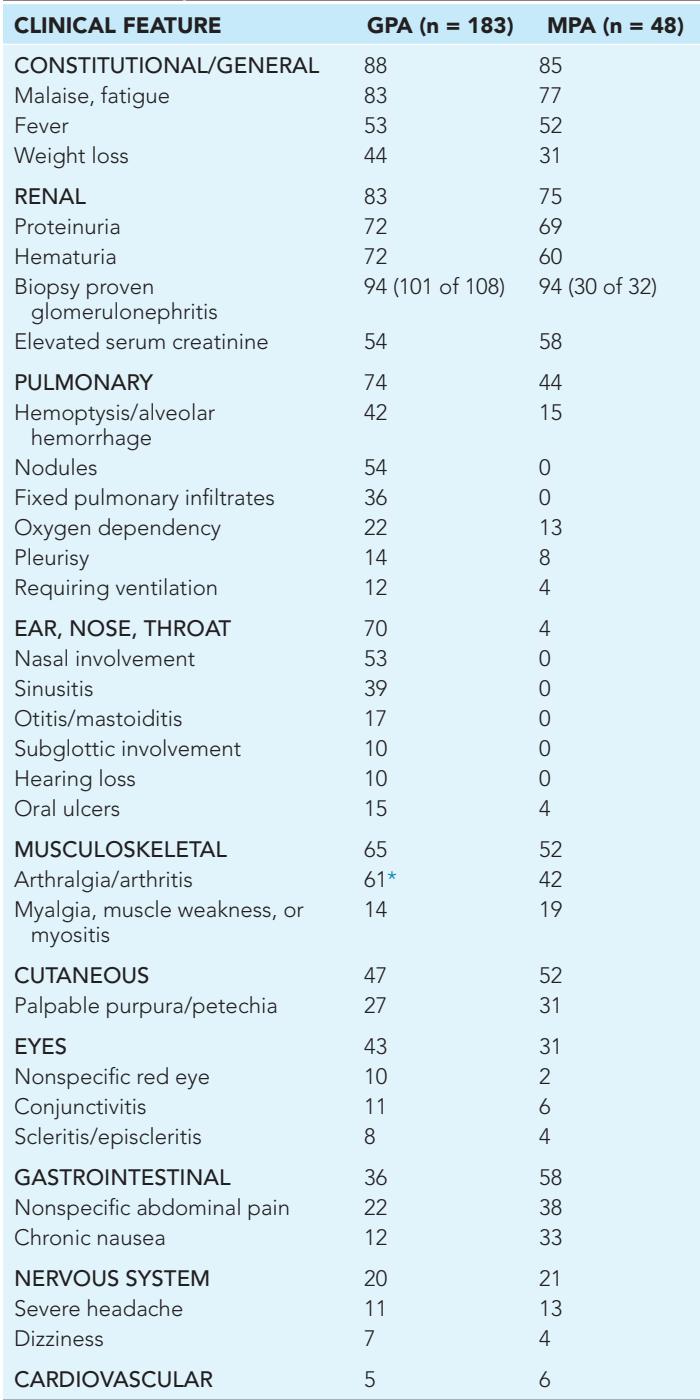 CLINICAL FEATURE GPA (n = 183) MPA (n = 48)
CONSTITUTIONAL/GENERAL 88 85
Malaise, fatigue 83 77
Fever 53 52
Weight loss 44 31
RENAL 83 75
Proteinuria 72 69
Hematuria 72 60
Biopsy proven 94 (101 of 108) 94 (30 of 32)
glomerulonephritis
Elevated serum creatinine 54 58
PULMONARY 74 44
Hemoptysis/alveolar 42 15
hemorrhage
Nodules 54 0
Fixed pulmonary infiltrates 36 0
Oxygen dependency 22 13
Pleurisy 14 8
Requiring ventilation 12 4
EAR, NOSE, THROAT 70 4
Nasal involvement 53 0
Sinusitis 39 0
Otitis/mastoiditis 17 0
Subglottic involvement 10 0
Hearing loss 10 0
Oral ulcers 15 4
MUSCULOSKELETAL 65 52
Arthralgia/arthritis 61* 42
Myalgia, muscle weakness, or 14 19
myositis
CUTANEOUS 47 52
Palpable purpura/petechia 27 31
EYES 43 31
Nonspecific red eye 10 2
Conjunctivitis 11 6
Scleritis/episcleritis 8 4
GASTROINTESTINAL 36 58
Nonspecific abdominal pain 22 38
Chronic nausea 12 33
NERVOUS SYSTEM 20 21
Severe headache 11 13
Dizziness 7 4
CARDIOVASCULAR 5 6